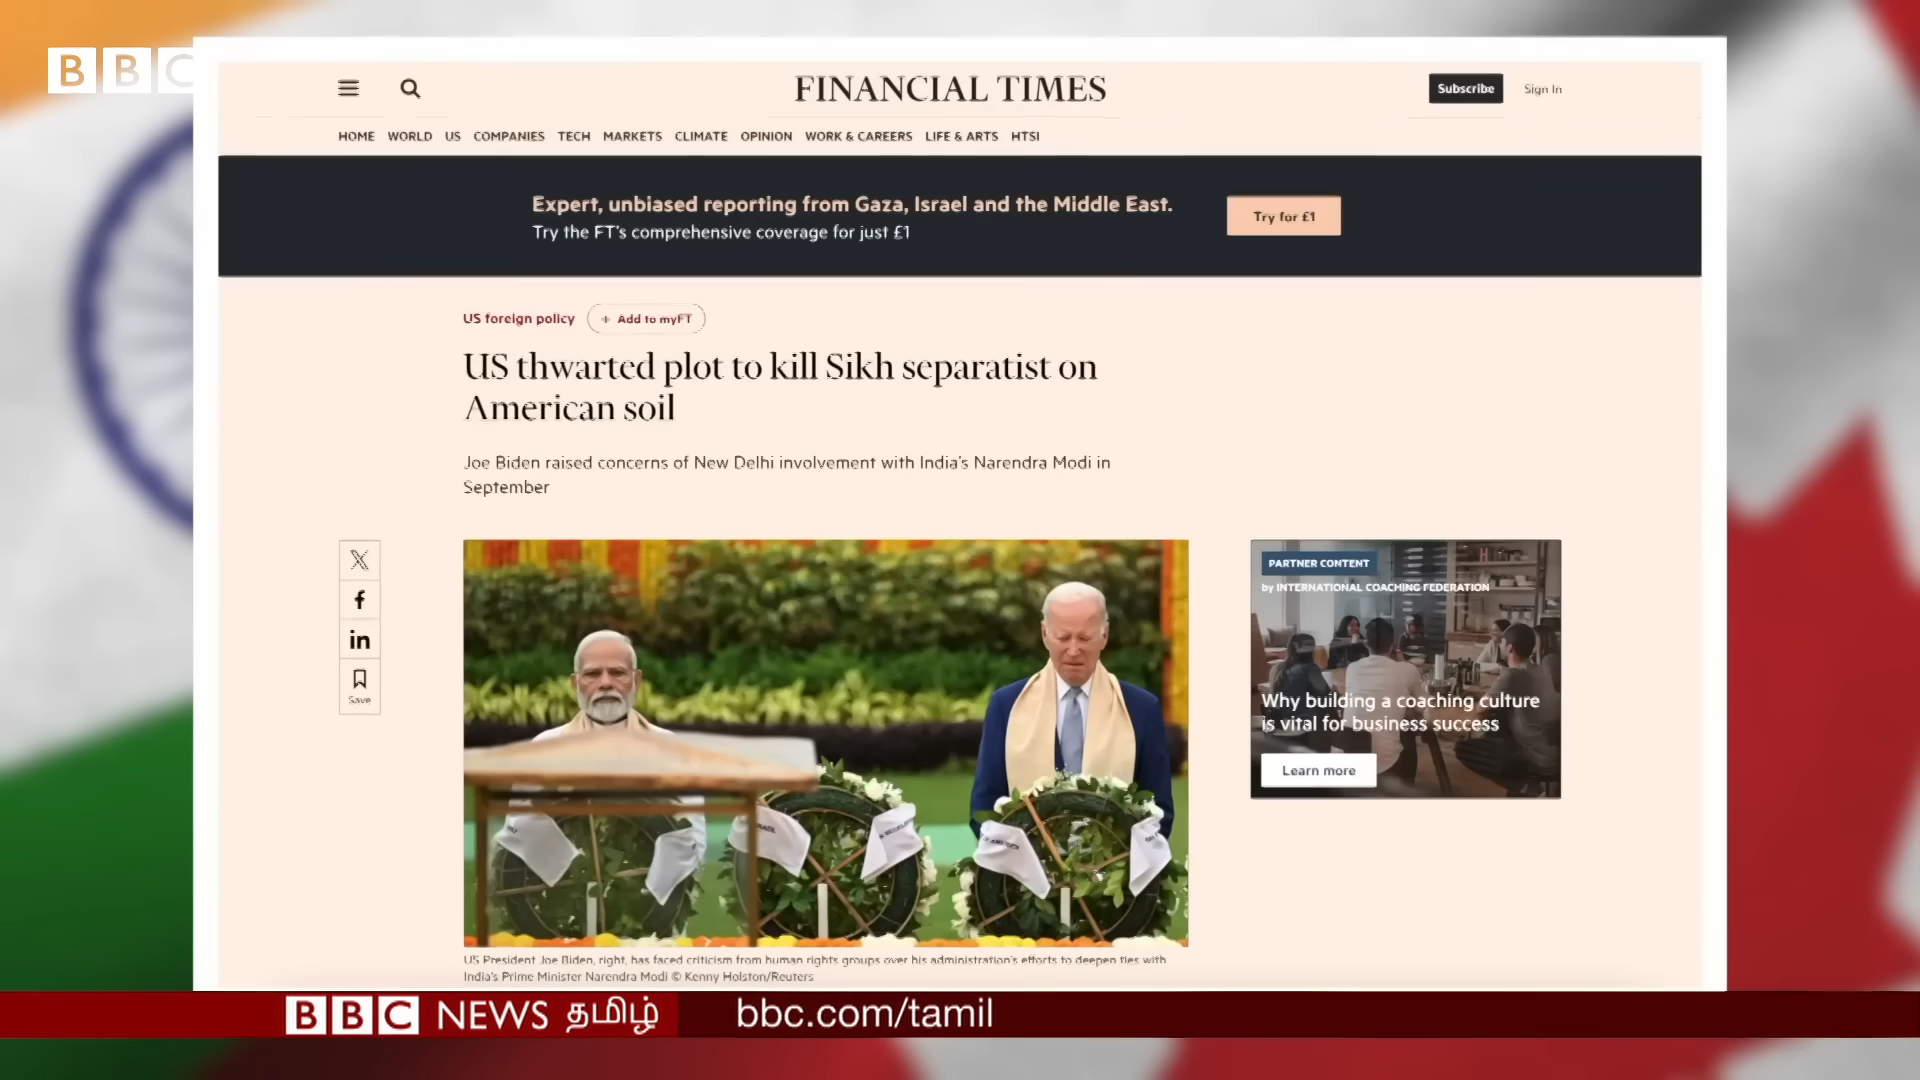 BBC
FINANCIAL TIMES
Subscribe
Sign In
HOME WORLD US COMPANIES TECH MARKETS CLIMATE OPINION WORK & CAREERS LIFE & ARTS HTSI
Expert, unbiased reporting from Gaza, Israel and the Middle East.
Try the FT's comprehensive coverage for just £1
Try for £1
US foreign policy
+ Add to myFT
US thwarted plot to kill Sikh separatist on
American soil
Joe Biden raised concerns of New Delhi involvement with India's Narendra Modi in
September
X
f
in
Save
PARTNER CONTENT
by INTERNATIONAL COACHING FEDERATION
Why building a coaching culture
is vital for business success
Learn more
US President Joe Biden, right, has faced criticism from human rights groups over his administration's efforts to deepen ties with
India's Prime Minister Narendra Modi © Kenny Holston/Reuters
BBC NEWS தமிழ்
bbc.com/tamil